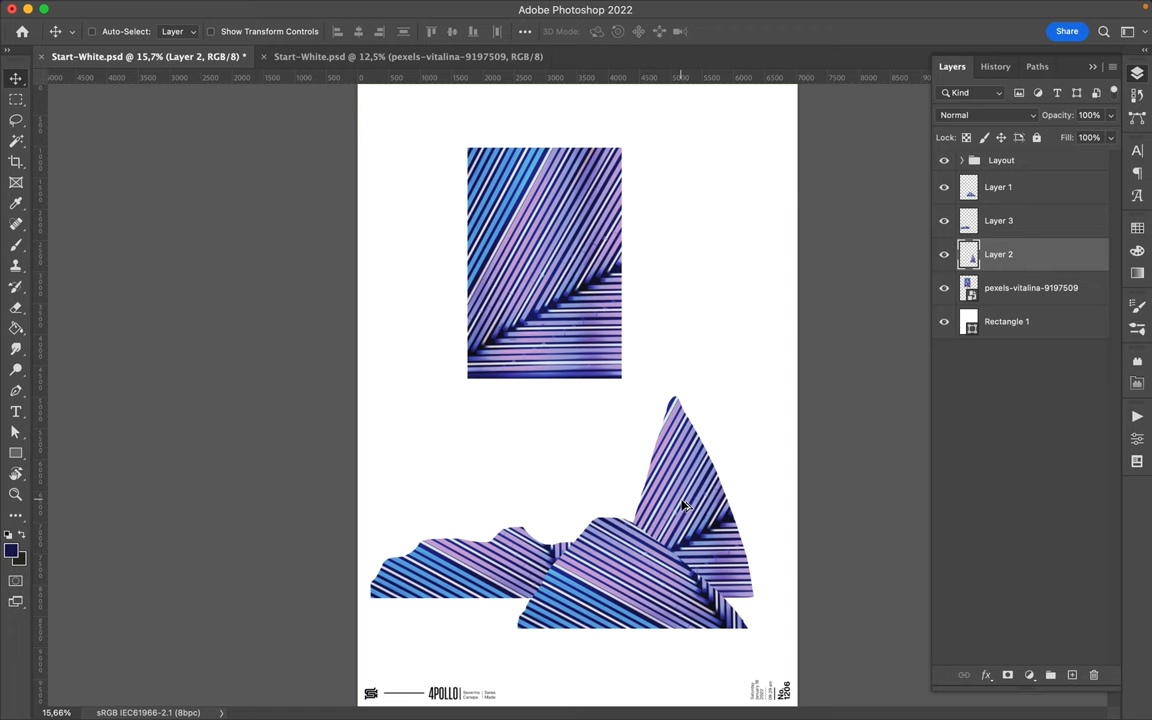 Adobe Photoshop 2022
Auto-Select: Layer Show Transform Controls 3D Mode: Share
Start-White.psd @ 15,7% (Layer 2, RGB/8) * Start-White.psd @ 12,5% (pexels-vitalina-9197509, RGB/8)
Layers History Paths
Kind
Normal Opacity: 100%
Lock: Fill: 100%
Layout
Layer 1
Layer 3
Layer 2
pexels-vitalina-9197509
Rectangle 1
4POLLO
No. 1206
15,66% sRGB IEC61966-2.1 (8bpc)